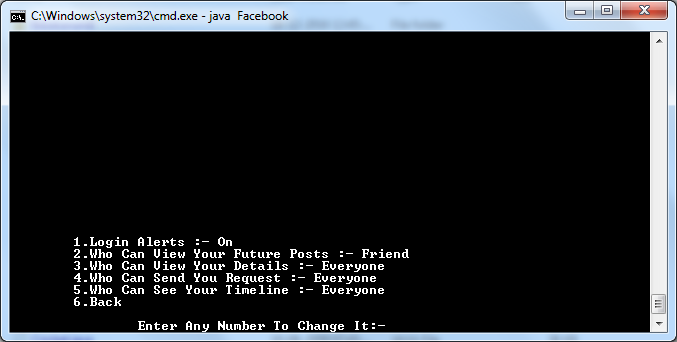 C:\Windows\system32\cmd.exe - java  Facebook
1.Login Alerts :- On
2.Who Can View Your Future Posts :- Friend
3.Who Can View Your Details :- Everyone
4.Who Can Send You Request :- Everyone
5.Who Can See Your Timeline :- Everyone
6.Back
Enter Any Number To Change It:-